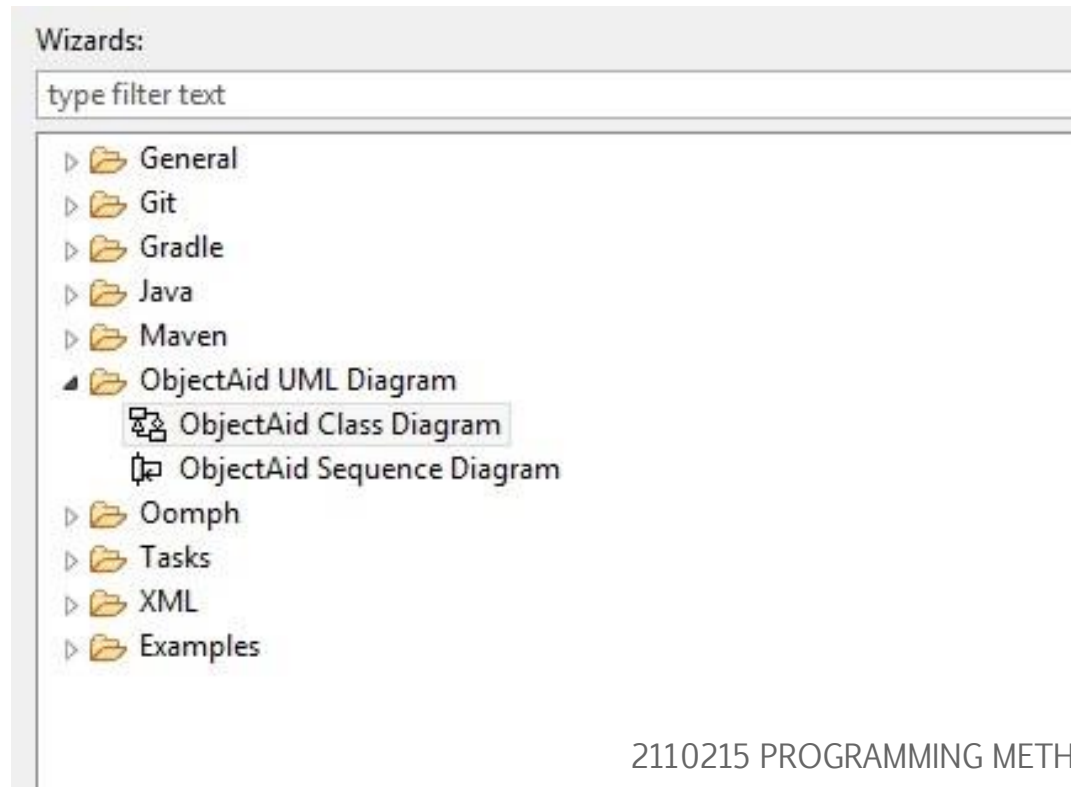 Wizards:
type filter text
General
Git
Gradle
Java
Maven
ObjectAid UML Diagram
ObjectAid Class Diagram
ObjectAid Sequence Diagram
Oomph
Tasks
XML
Examples
2110215 PROGRAMMING METH